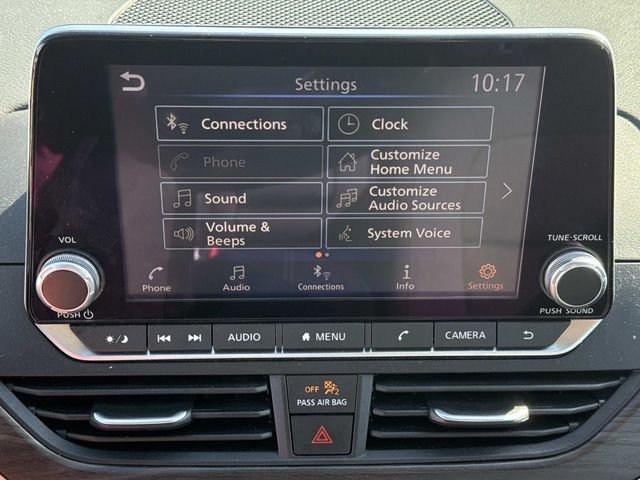 Settings
10:17
Connections
Clock
Phone
Customize
Home Menu
Sound
Customize
Audio Sources
Volume &
Beeps
System Voice
Phone
Audio
Connections
Info
Settings
VOL
PUSH
TUNE·SCROLL
PUSH SOUND
AUDIO
MENU
CAMERA
OFF
2
PASS AIR BAG